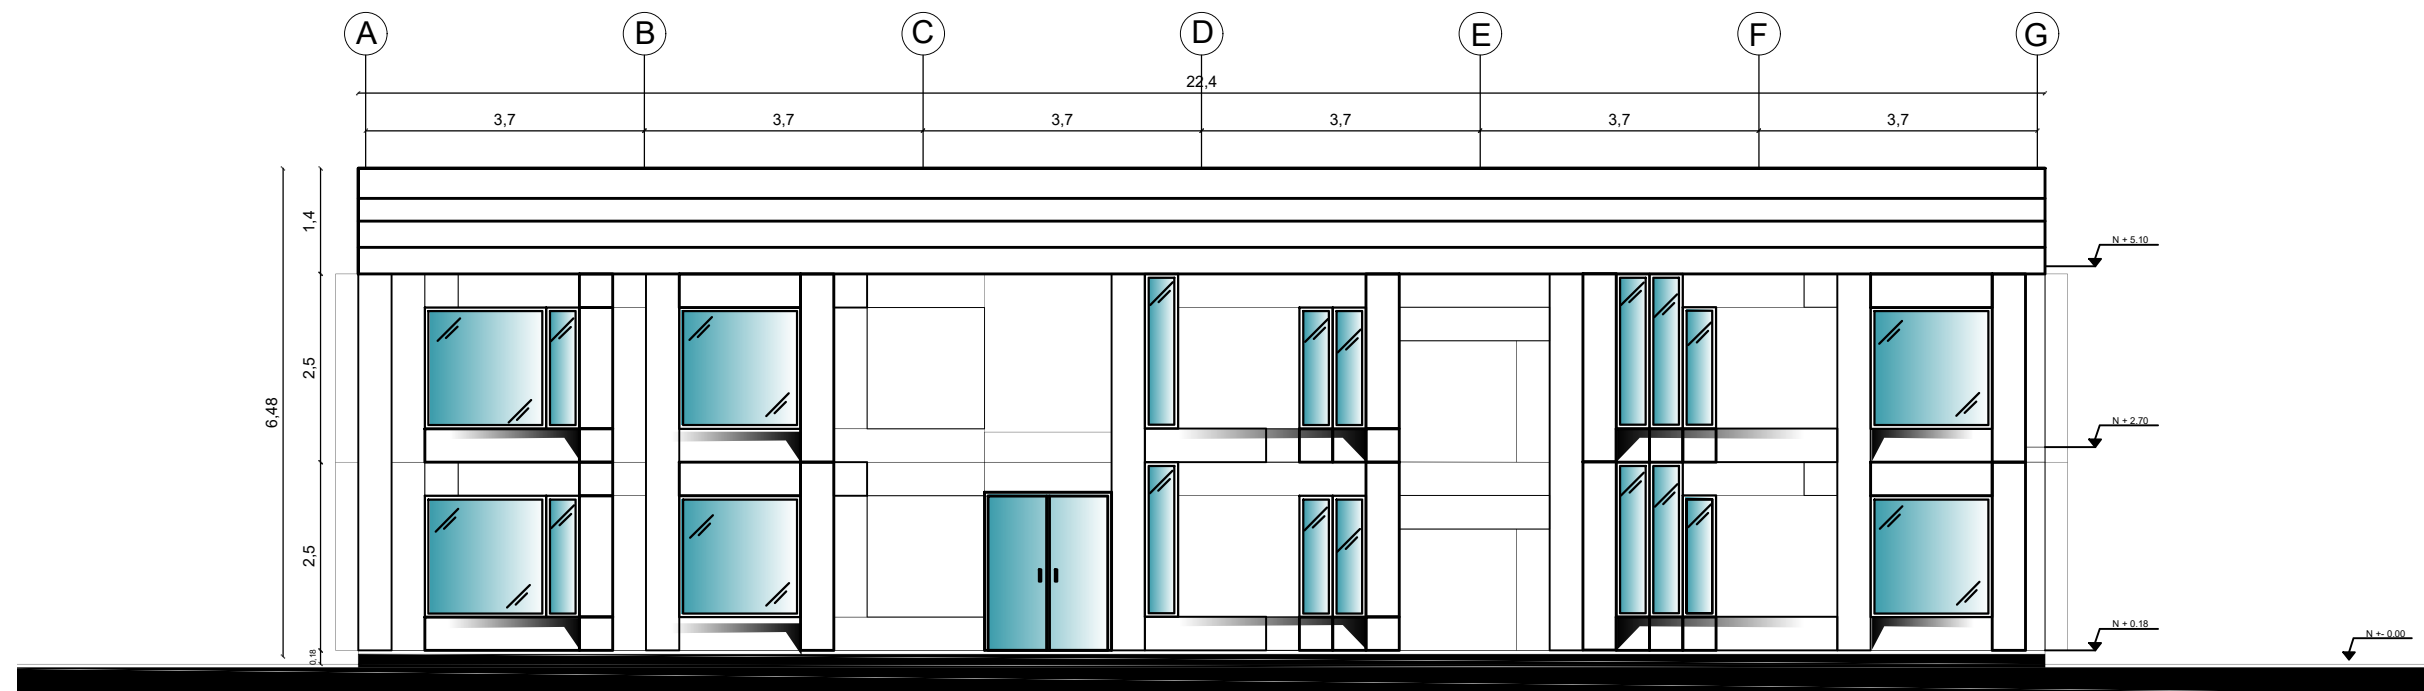 A B C D E F G
22,4
3,7 3,7 3,7 3,7 3,7 3,7
1,4
N + 5.10
2,5
6,48
N + 2.70
2,5
N + 0.18
N +- 0.00
0,18